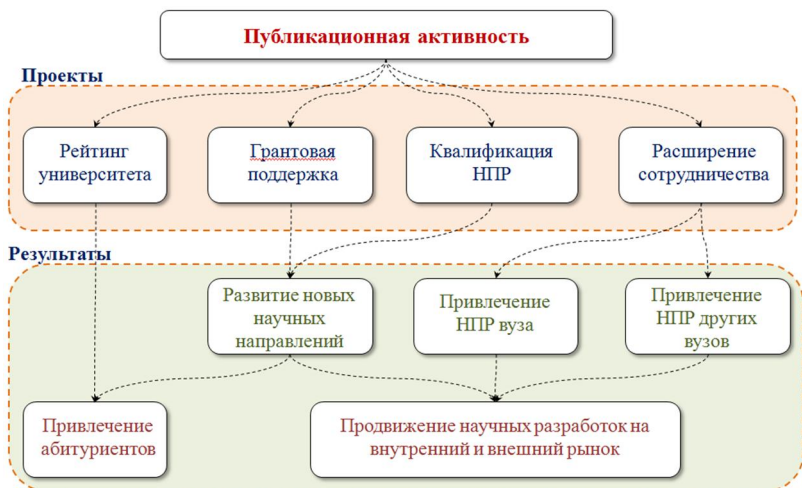 Публикационная активность
Проекты
Рейтинг
университета
Грантовая
поддержка
Квалификация
НПР
Расширение
сотрудничества
Результаты
Развитие новых
научных
направлений
Привлечение
НПР вуза
Привлечение
НПР других
вузов
Привлечение
абитуриентов
Продвижение научных разработок на
внутренний и внешний рынок